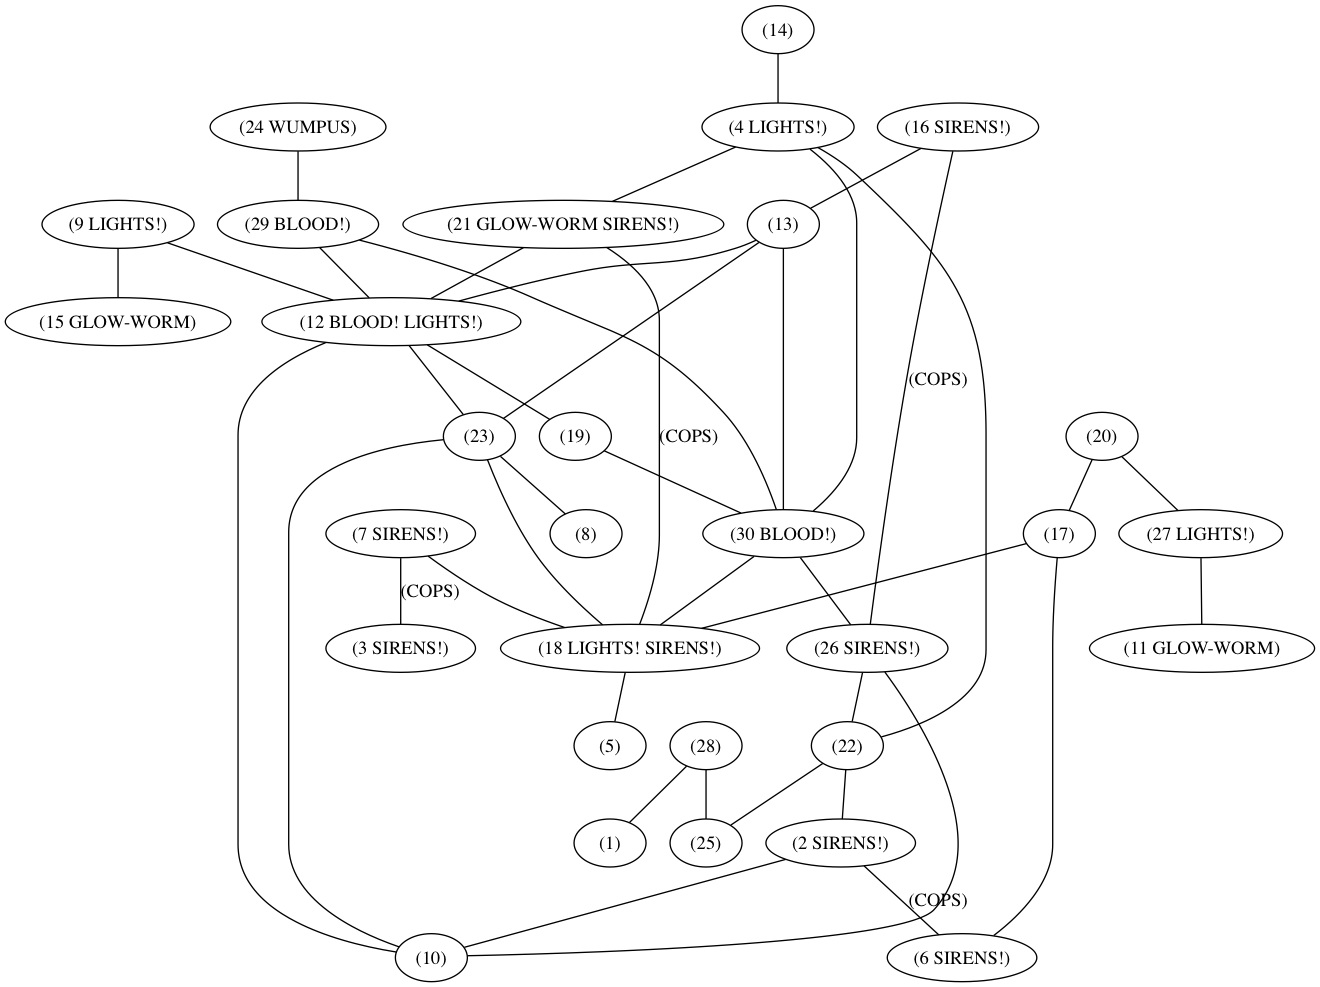 (14)
(24 WUMPUS)
(4 LIGHTS!)
(16 SIRENS!)
(9 LIGHTS!)
(29 BLOOD!)
(21 GLOW-WORM SIRENS!)
(13)
(15 GLOW-WORM)
(12 BLOOD! LIGHTS!)
(COPS)
(23)
(19)
(COPS)
(20)
(7 SIRENS!)
(8)
(30 BLOOD!)
(17)
(27 LIGHTS!)
(COPS)
(3 SIRENS!)
(18 LIGHTS! SIRENS!)
(26 SIRENS!)
(11 GLOW-WORM)
(5)
(28)
(22)
(1)
(25)
(2 SIRENS!)
(COPS)
(10)
(6 SIRENS!)